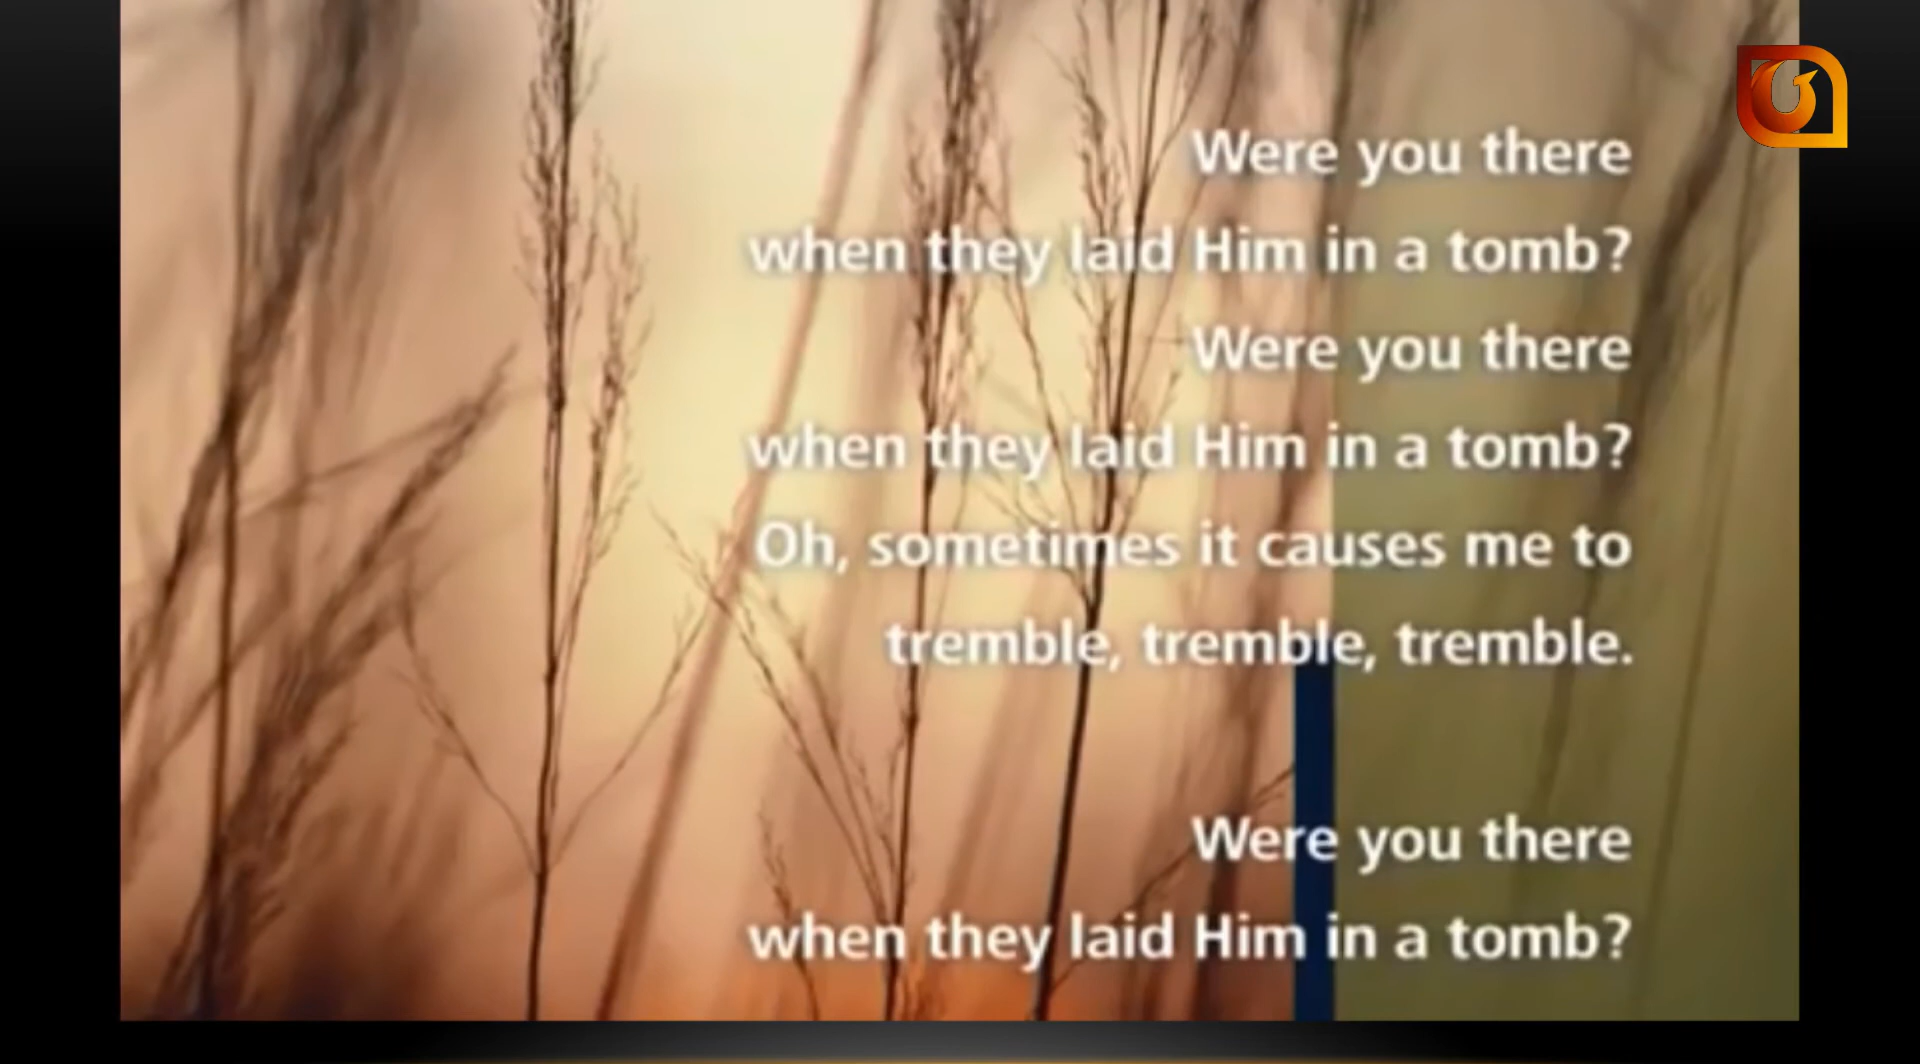 Were you there
when they laid Him in a tomb?
Were you there
when they laid Him in a tomb?
Oh, sometimes it causes me to
tremble, tremble, tremble.
Were you there
when they laid Him in a tomb?